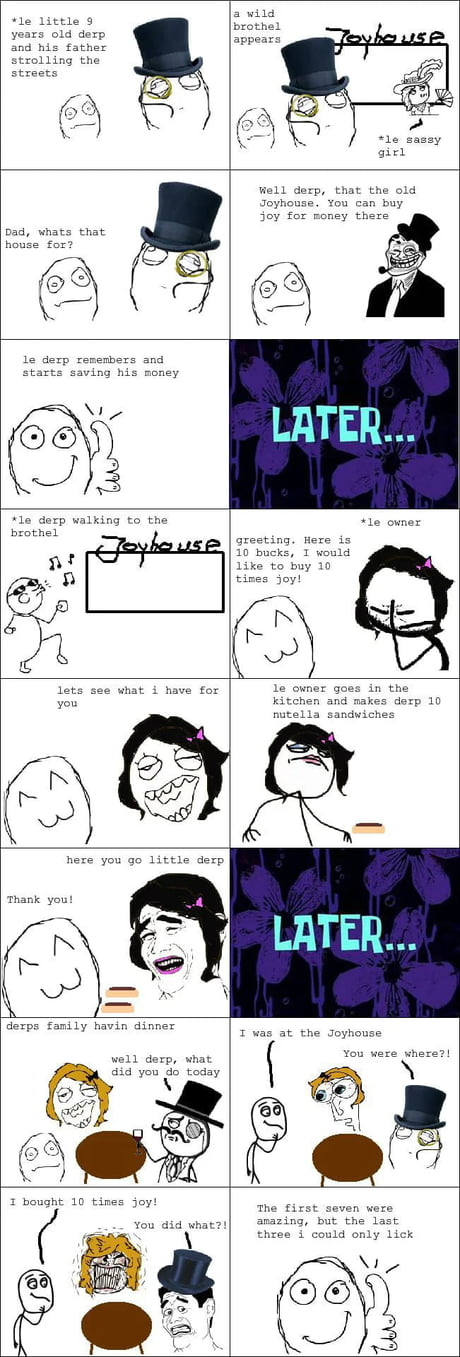 *le little 9
years old derp
and his father
strolling the
streets
a wild
brothel
appears
Joyhouse
*le sassy
girl
Dad, whats that
house for?
Well derp, that the old
Joyhouse. You can buy
joy for money there
le derp remembers and
starts saving his money
LATER...
*le derp walking to the
brothel
Joyhouse
*le owner
greeting. Here is
10 bucks, I would
like to buy 10
times joy!
lets see what i have for
you
le owner goes in the
kitchen and makes derp 10
nutella sandwiches
here you go little derp
Thank you!
LATER...
derps family havin dinner
well derp, what
did you do today
I was at the Joyhouse
You were where?!
I bought 10 times joy!
You did what?!
The first seven were
amazing, but the last
three i could only lick